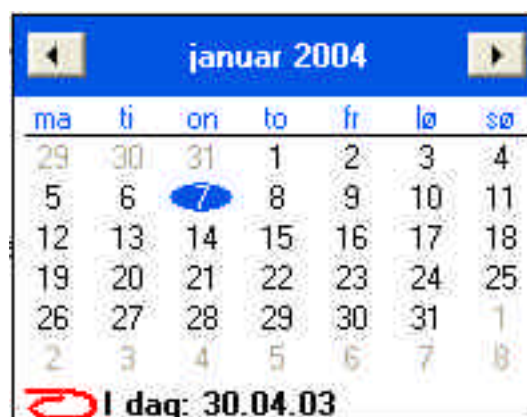 januar 2004
ma ti on to fr lø sø
29 30 31 1 2 3 4
5 6 7 8 9 10 11
12 13 14 15 16 17 18
19 20 21 22 23 24 25
26 27 28 29 30 31 1
2 3 4 5 6 7 8
I dag: 30.04.03